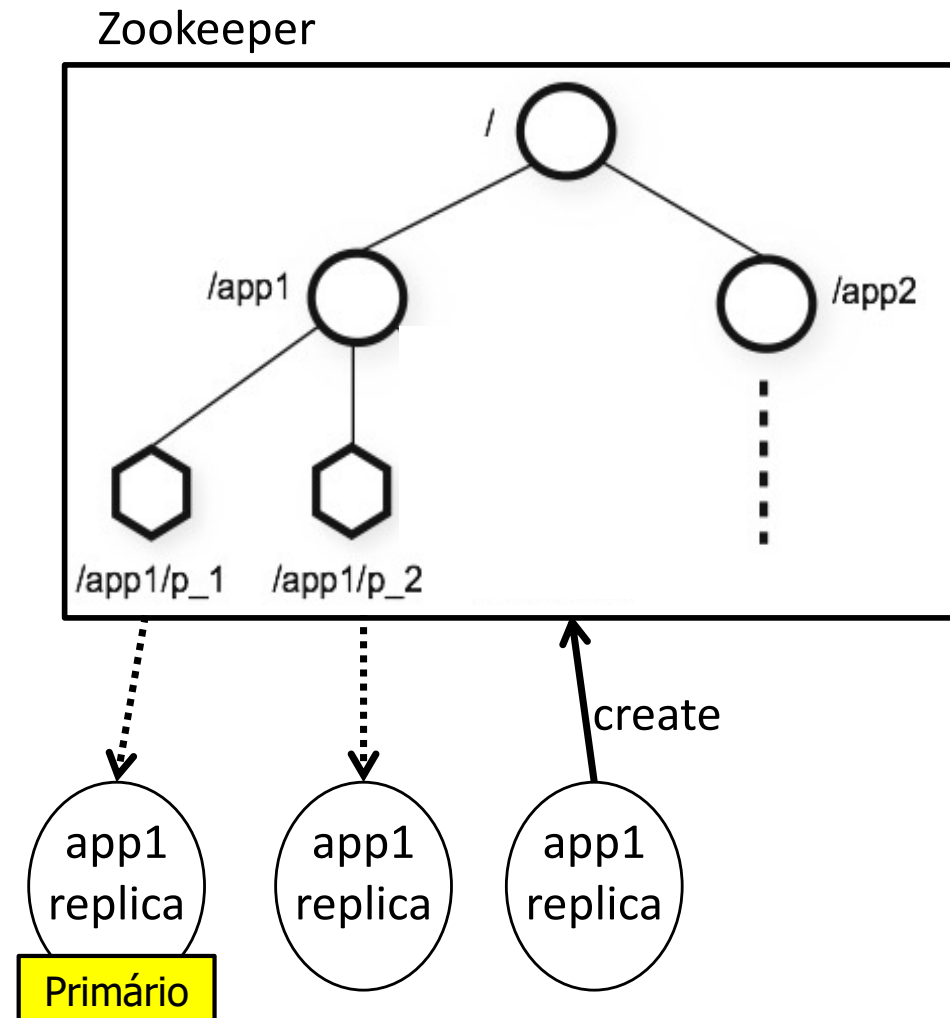 Zookeeper
/
/app1
/app2
/app1/p_1
/app1/p_2
create
app1
replica
app1
replica
app1
replica
Primário